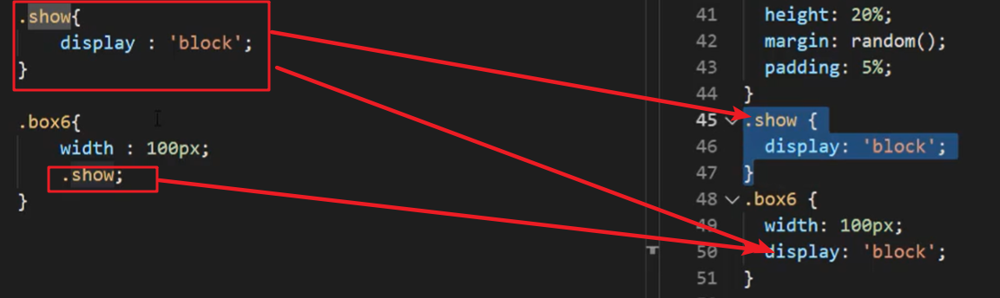 .show{
display : 'block';
}
.box6{
width : 100px;
.show;
}
41 height: 20%;
42 margin: random();
43 padding: 5%;
44 }
45 .show {
46 display: 'block';
47 }
48 .box6 {
49 width: 100px;
50 display: 'block';
51 }